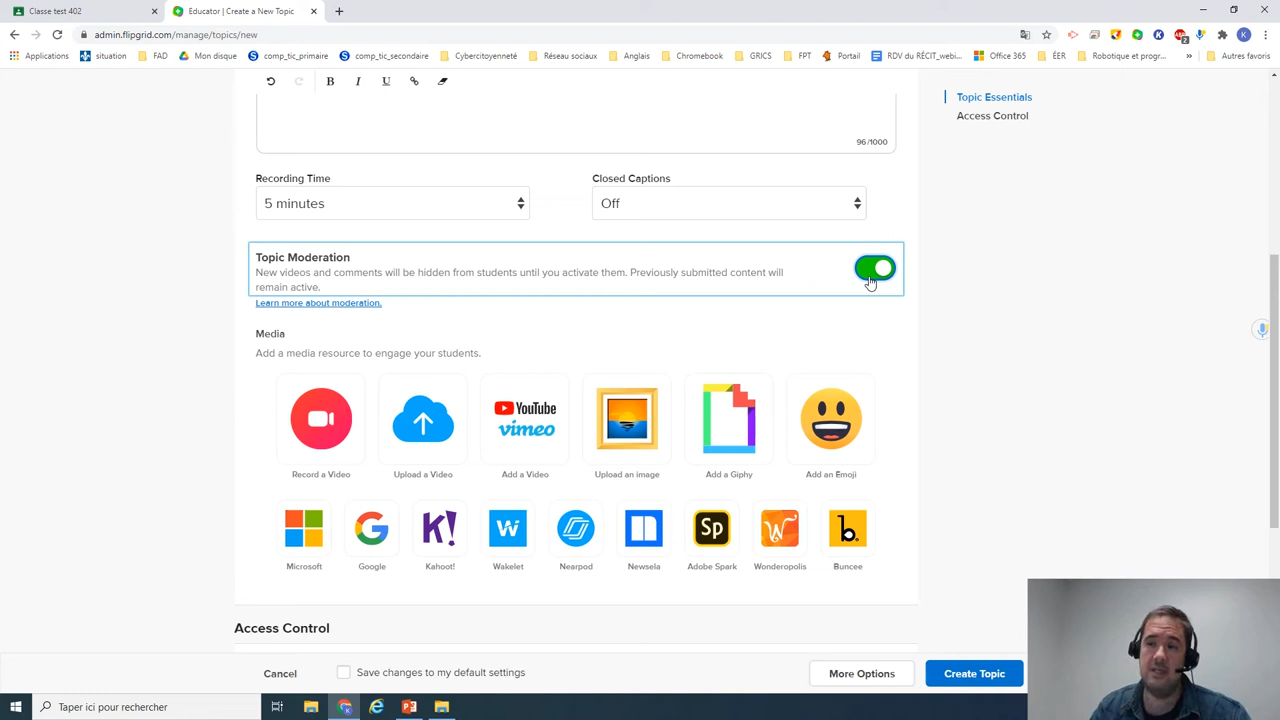 Classe test 402
Educator | Create a New Topic
admin.flipgrid.com/manage/topics/new
K
Applications
situation
FAD
Mon disque
comp_tic_primaire
comp_tic_secondaire
Cybercitoyenneté
Réseau sociaux
Anglais
Chromebook
GRICS
FPT
Portail
RDV du RÉCIT_webi...
Office 365
ÉER
Robotique et progr...
Autres favoris
B I U
96/1000
Topic Essentials
Access Control
Recording Time
Closed Captions
5 minutes
Off
Topic Moderation
New videos and comments will be hidden from students until you activate them. Previously submitted content will
remain active.
Learn more about moderation.
Media
Add a media resource to engage your students.
YouTube
vimeo
Record a Video
Upload a Video
Add a Video
Upload an image
Add a Giphy
Add an Emoji
K!
Sp
Microsoft
Google
Kahoot!
Wakelet
Nearpod
Newsela
Adobe Spark
Wonderopolis
Buncee
Access Control
Cancel
Save changes to my default settings
More Options
Create Topic
Taper ici pour rechercher